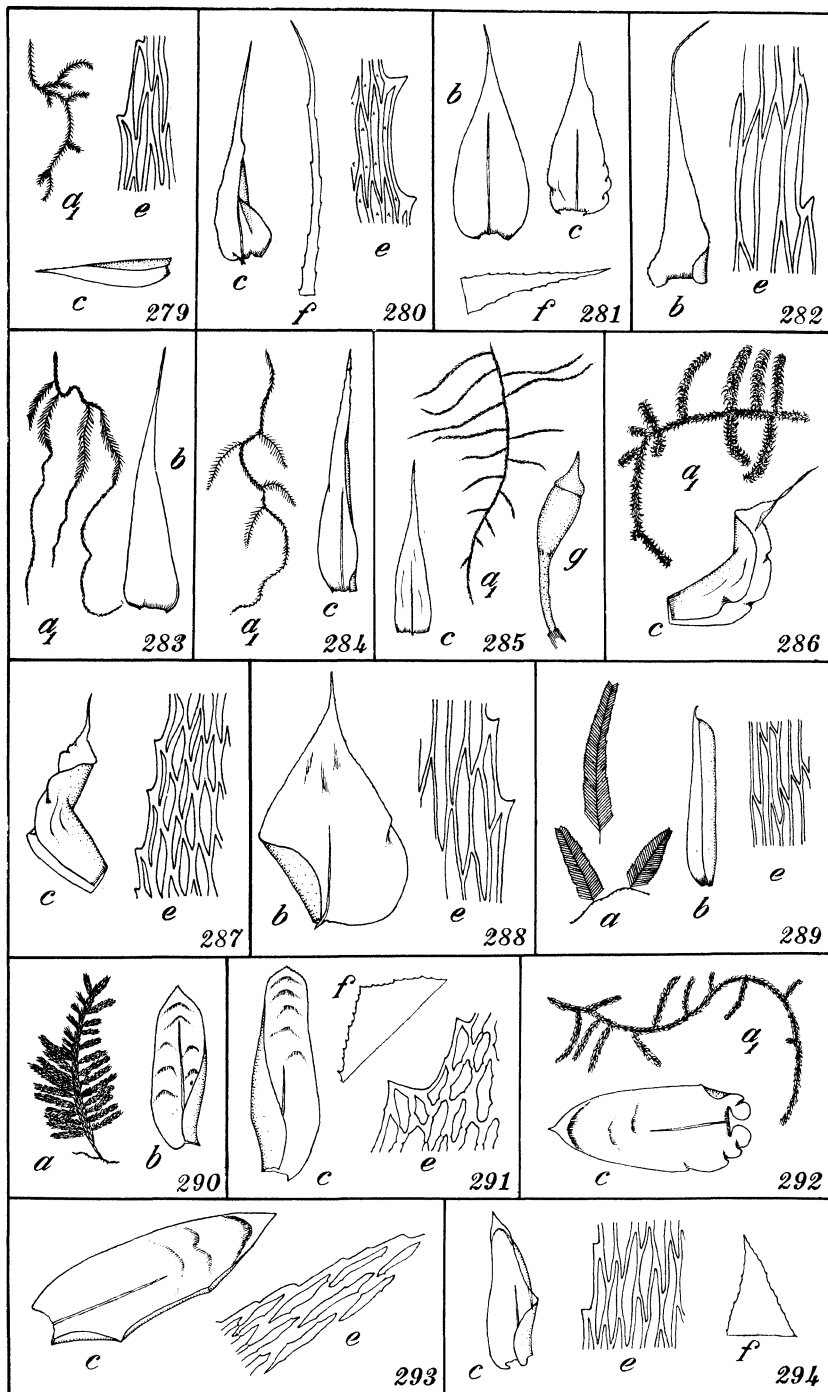 a₁ e
c 279
c f e 280
b c
f 281
b e 282
a₁ b 283
a₁ c 284
c a₁ g 285
a₁ c 286
c e 287
b e 288
a b e 289
a b 290
c f e 291
a₁ c 292
c e 293
c e f 294